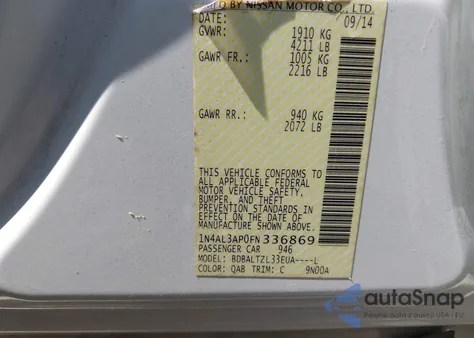 MFD BY NISSAN MOTOR CO., LTD.
DATE: 09/14
GVWR: 1910 KG
4211 LB
GAWR FR.: 1005 KG
2216 LB
GAWR RR.: 940 KG
2072 LB
THIS VEHICLE CONFORMS TO
ALL APPLICABLE FEDERAL
MOTOR VEHICLE SAFETY,
BUMPER, AND THEFT
PREVENTION STANDARDS IN
EFFECT ON THE DATE OF
MANUFACTURE SHOWN ABOVE.
1N4AL3AP0FN336869
PASSENGER CAR 946
MODEL: BDBALTZL33EUA----L
COLOR: QAB TRIM: C 9N00A
autoSnap